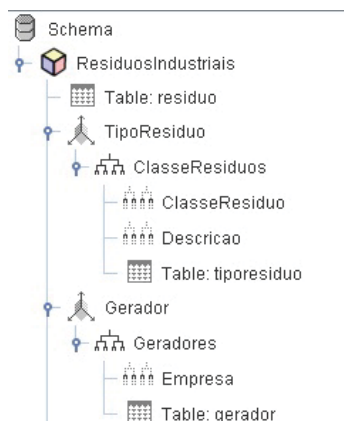 Schema
ResiduosIndustriais
Table: residuo
TipoResiduo
ClasseResiduos
ClasseResiduo
Descricao
Table: tiporesiduo
Gerador
Geradores
Empresa
Table: gerador